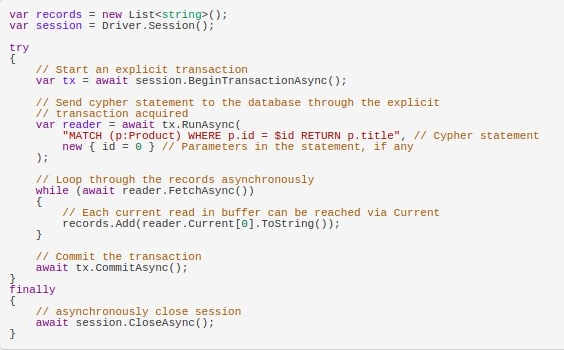 var records = new List<string>();
var session = Driver.Session();

try
{
    // Start an explicit transaction
    var tx = await session.BeginTransactionAsync();

    // Send cypher statement to the database through the explicit
    // transaction acquired
    var reader = await tx.RunAsync(
        "MATCH (p:Product) WHERE p.id = $id RETURN p.title", // Cypher statement
        new { id = 0 } // Parameters in the statement, if any
    );

    // Loop through the records asynchronously
    while (await reader.FetchAsync())
    {
        // Each current read in buffer can be reached via Current
        records.Add(reader.Current[0].ToString());
    }

    // Commit the transaction
    await tx.CommitAsync();
}
finally
{
    // asynchronously close session
    await session.CloseAsync();
}